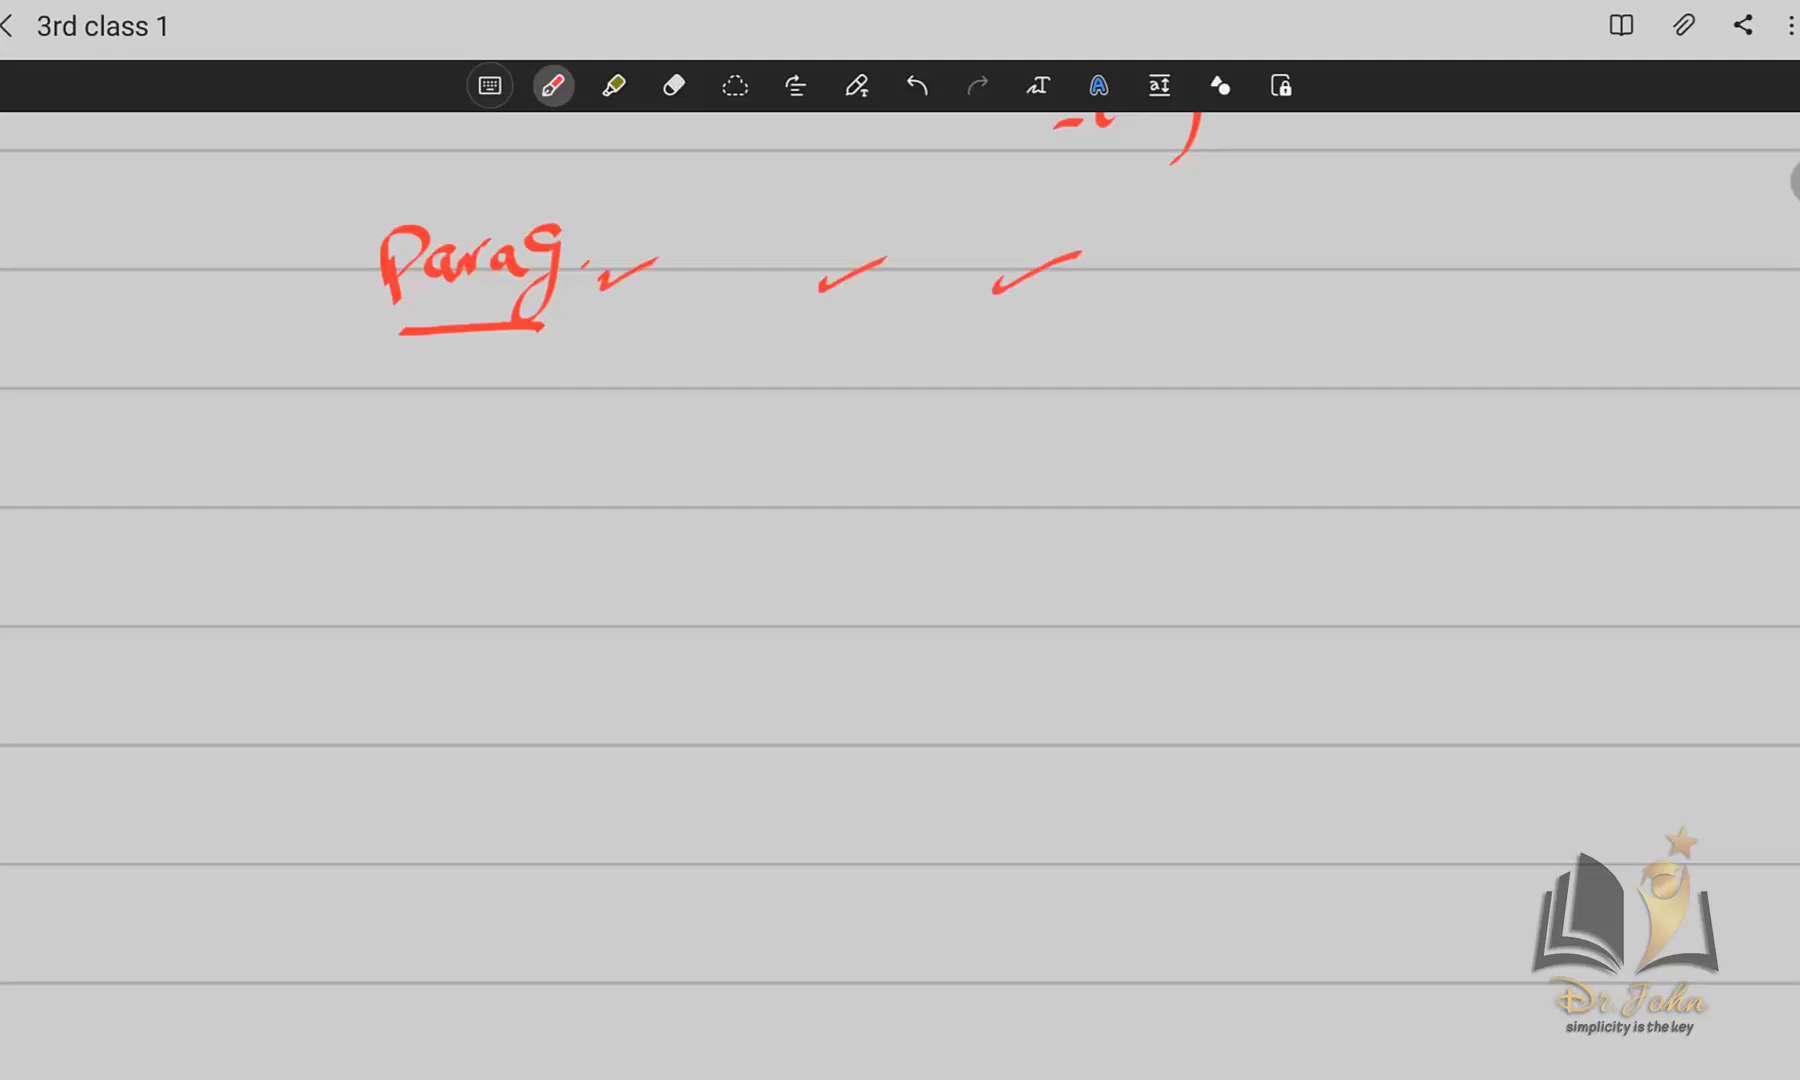 3rd class 1
Parag.
Dr. John
simplicity is the key